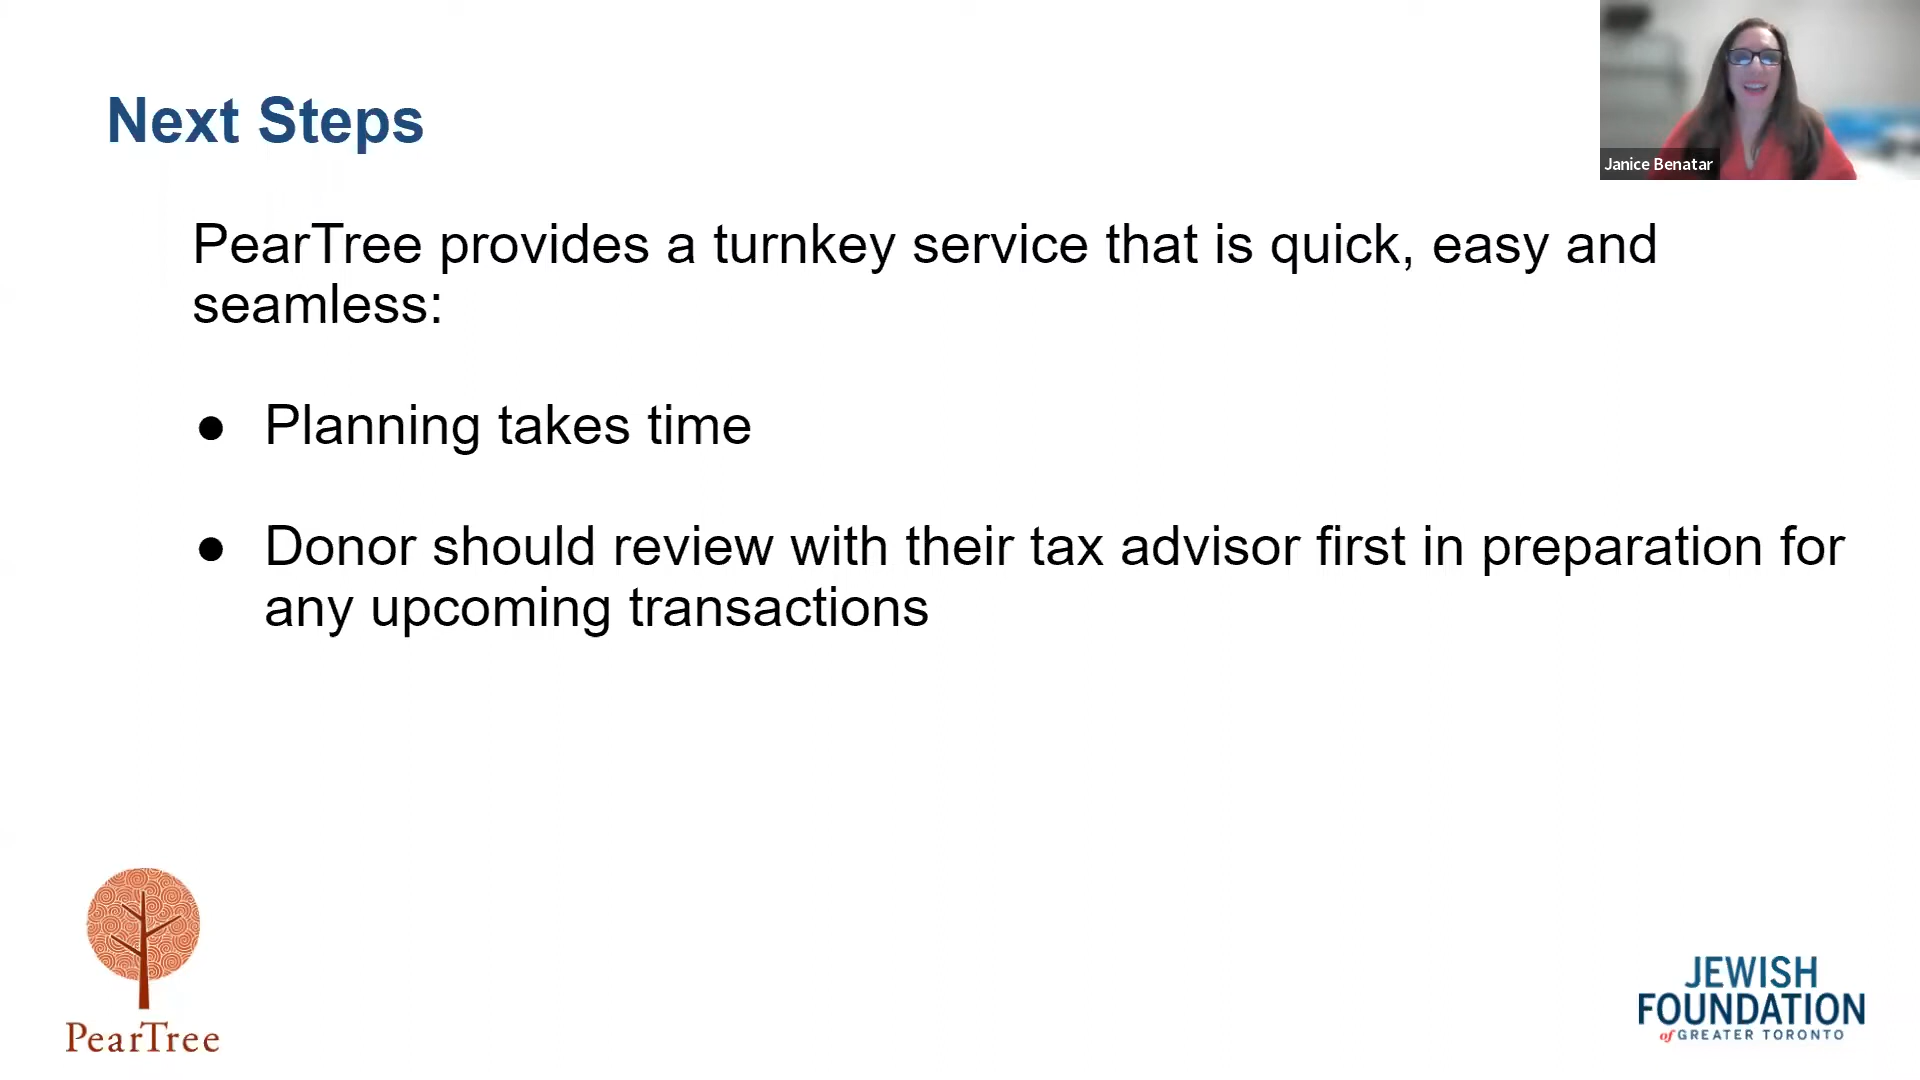 Next Steps
Janice Benatar
PearTree provides a turnkey service that is quick, easy and
seamless:
● Planning takes time
● Donor should review with their tax advisor first in preparation for
any upcoming transactions
PearTree
JEWISH
FOUNDATION
of GREATER TORONTO